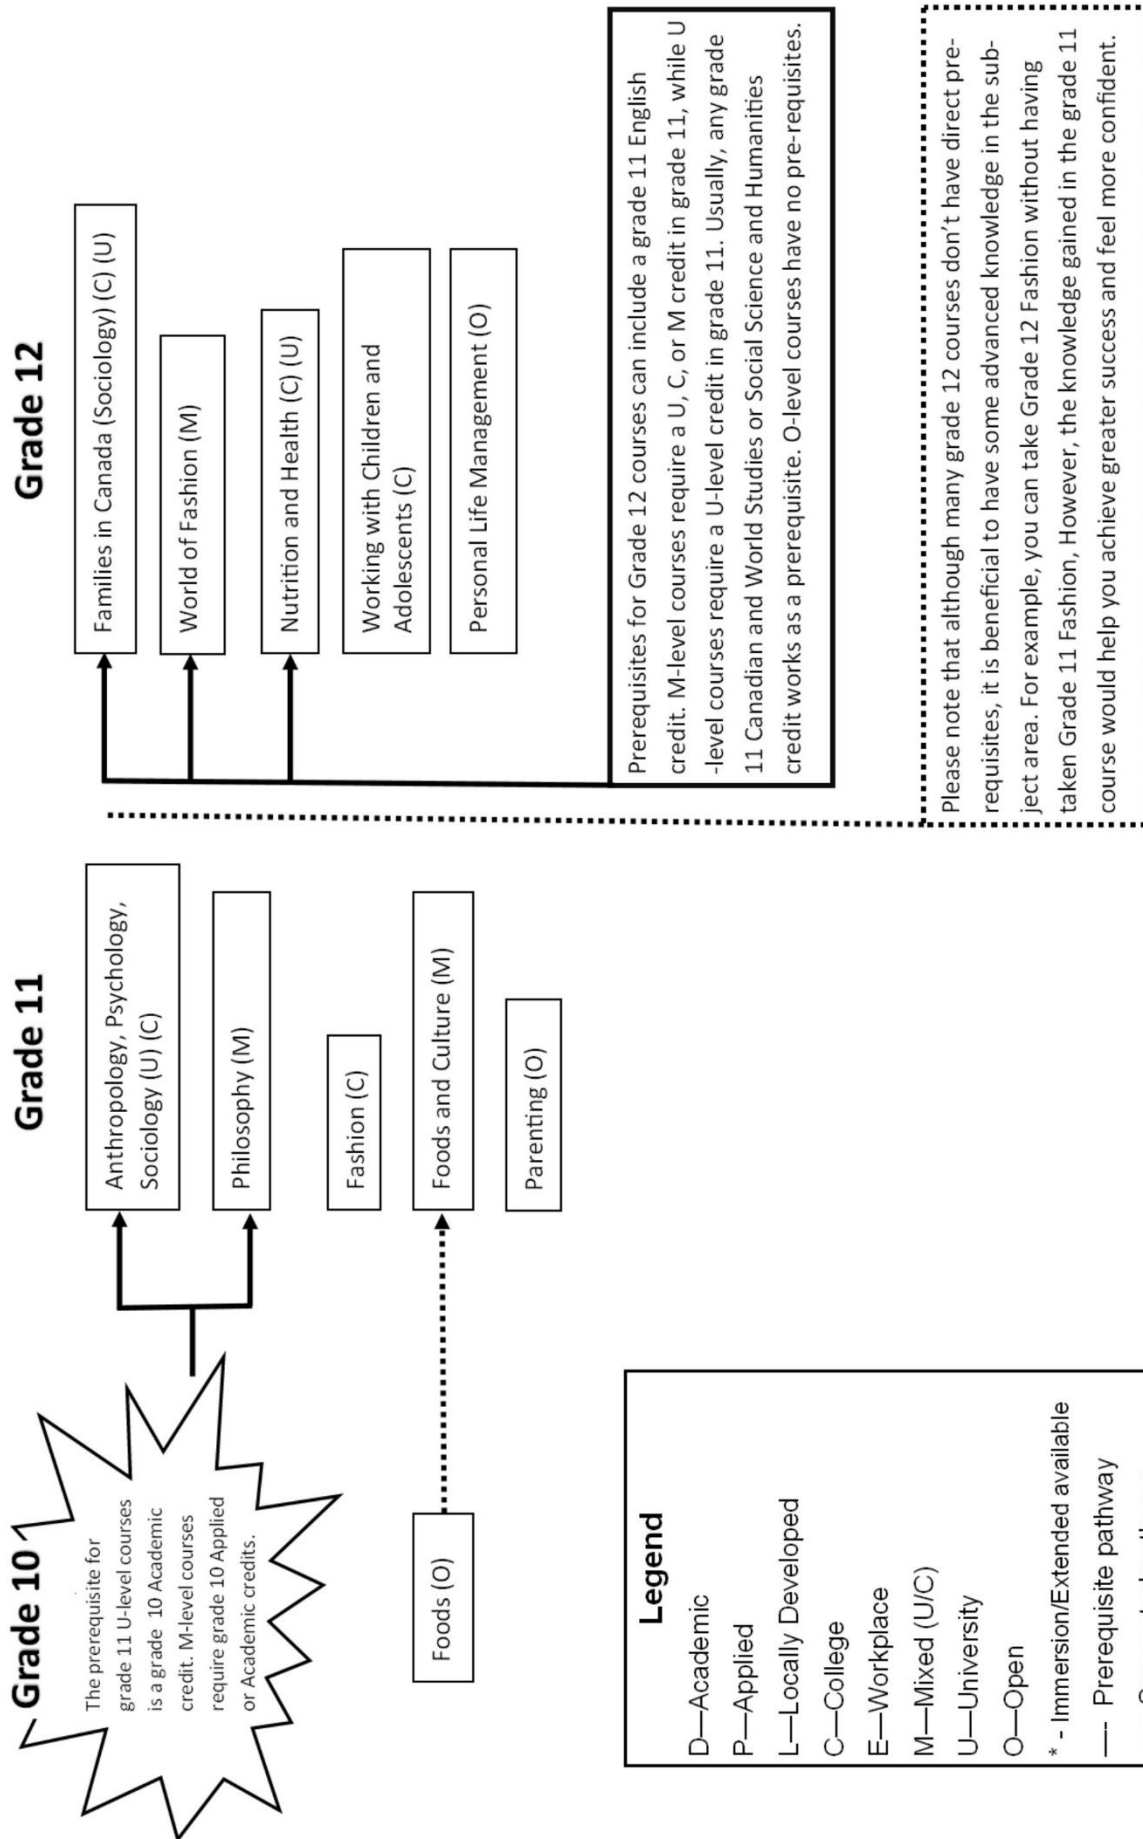 Grade 10
The prerequisite for
grade 11 U-level courses
is a grade 10 Academic
credit. M-level courses
require grade 10 Applied
or Academic credits.
Foods (O)
Grade 11
Anthropology, Psychology,
Sociology (U) (C)
Philosophy (M)
Fashion (C)
Foods and Culture (M)
Parenting (O)
Grade 12
Families in Canada (Sociology) (C) (U)
World of Fashion (M)
Nutrition and Health (C) (U)
Working with Children and
Adolescents (C)
Personal Life Management (O)
Prerequisites for Grade 12 courses can include a grade 11 English
credit. M-level courses require a U, C, or M credit in grade 11, while U
-level courses require a U-level credit in grade 11. Usually, any grade
11 Canadian and World Studies or Social Science and Humanities
credit works as a prerequisite. O-level courses have no pre-requisites.
Please note that although many grade 12 courses don't have direct pre-
requisites, it is beneficial to have some advanced knowledge in the sub-
ject area. For example, you can take Grade 12 Fashion without having
taken Grade 11 Fashion, However, the knowledge gained in the grade 11
course would help you achieve greater success and feel more confident.
Legend
D—Academic
P—Applied
L—Locally Developed
C—College
E—Workplace
M—Mixed (U/C)
U—University
O—Open
* - Immersion/Extended available
—- Prerequisite pathway